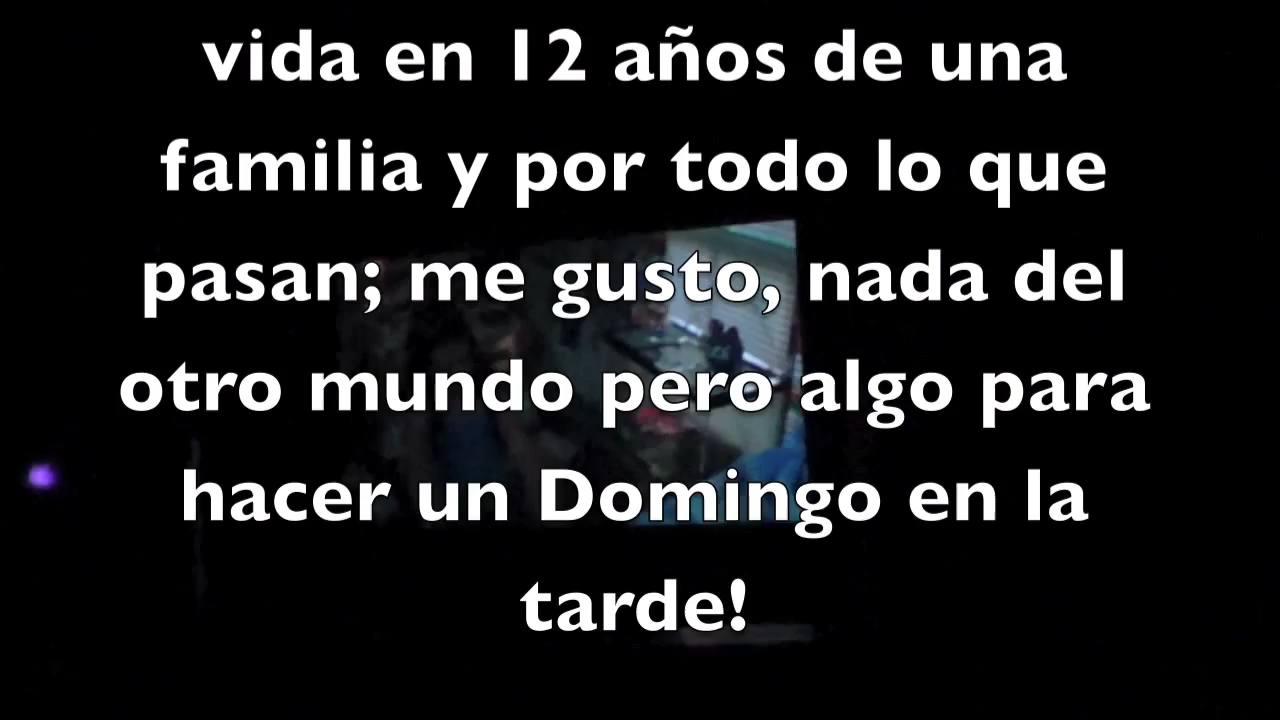 vida en 12 años de una
familia y por todo lo que
pasan; me gusto, nada del
otro mundo pero algo para
hacer un Domingo en la
tarde!